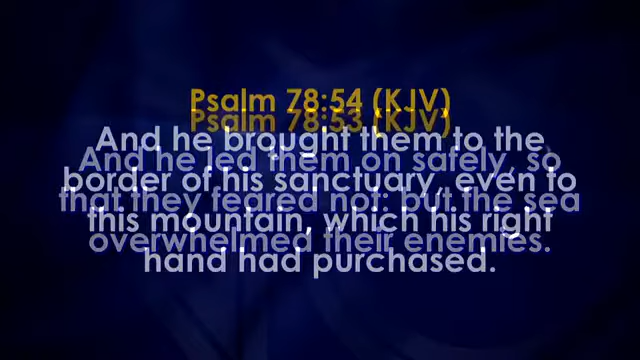 Psalm 78:54 (KJV)
Psalm 78:53 (KJV)
And he brought them to the
And he led them on safely, so
border of his sanctuary, even to
that they feared not: but the sea
this mountain, which his right
overwhelmed their enemies.
hand had purchased.